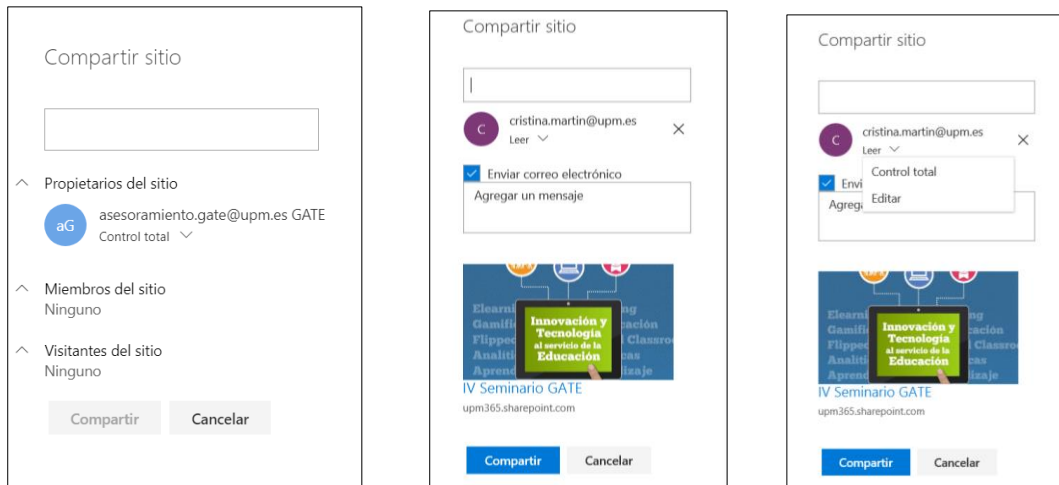 Compartir sitio
Propietarios del sitio
aG
asesoramiento.gate@upm.es GATE
Control total
Miembros del sitio
Ninguno
Visitantes del sitio
Ninguno
Compartir Cancelar
Compartir sitio
C
cristina.martin@upm.es
Leer
Enviar correo electrónico
Agregar un mensaje
Innovación y
Tecnología
al servicio de la
Educación
IV Seminario GATE
upm365.sharepoint.com
Compartir Cancelar
Compartir sitio
C
cristina.martin@upm.es
Leer
Control total
Envi
Editar
Agreg
Innovación y
Tecnología
al servicio de la
Educación
IV Seminario GATE
upm365.sharepoint.com
Compartir Cancelar